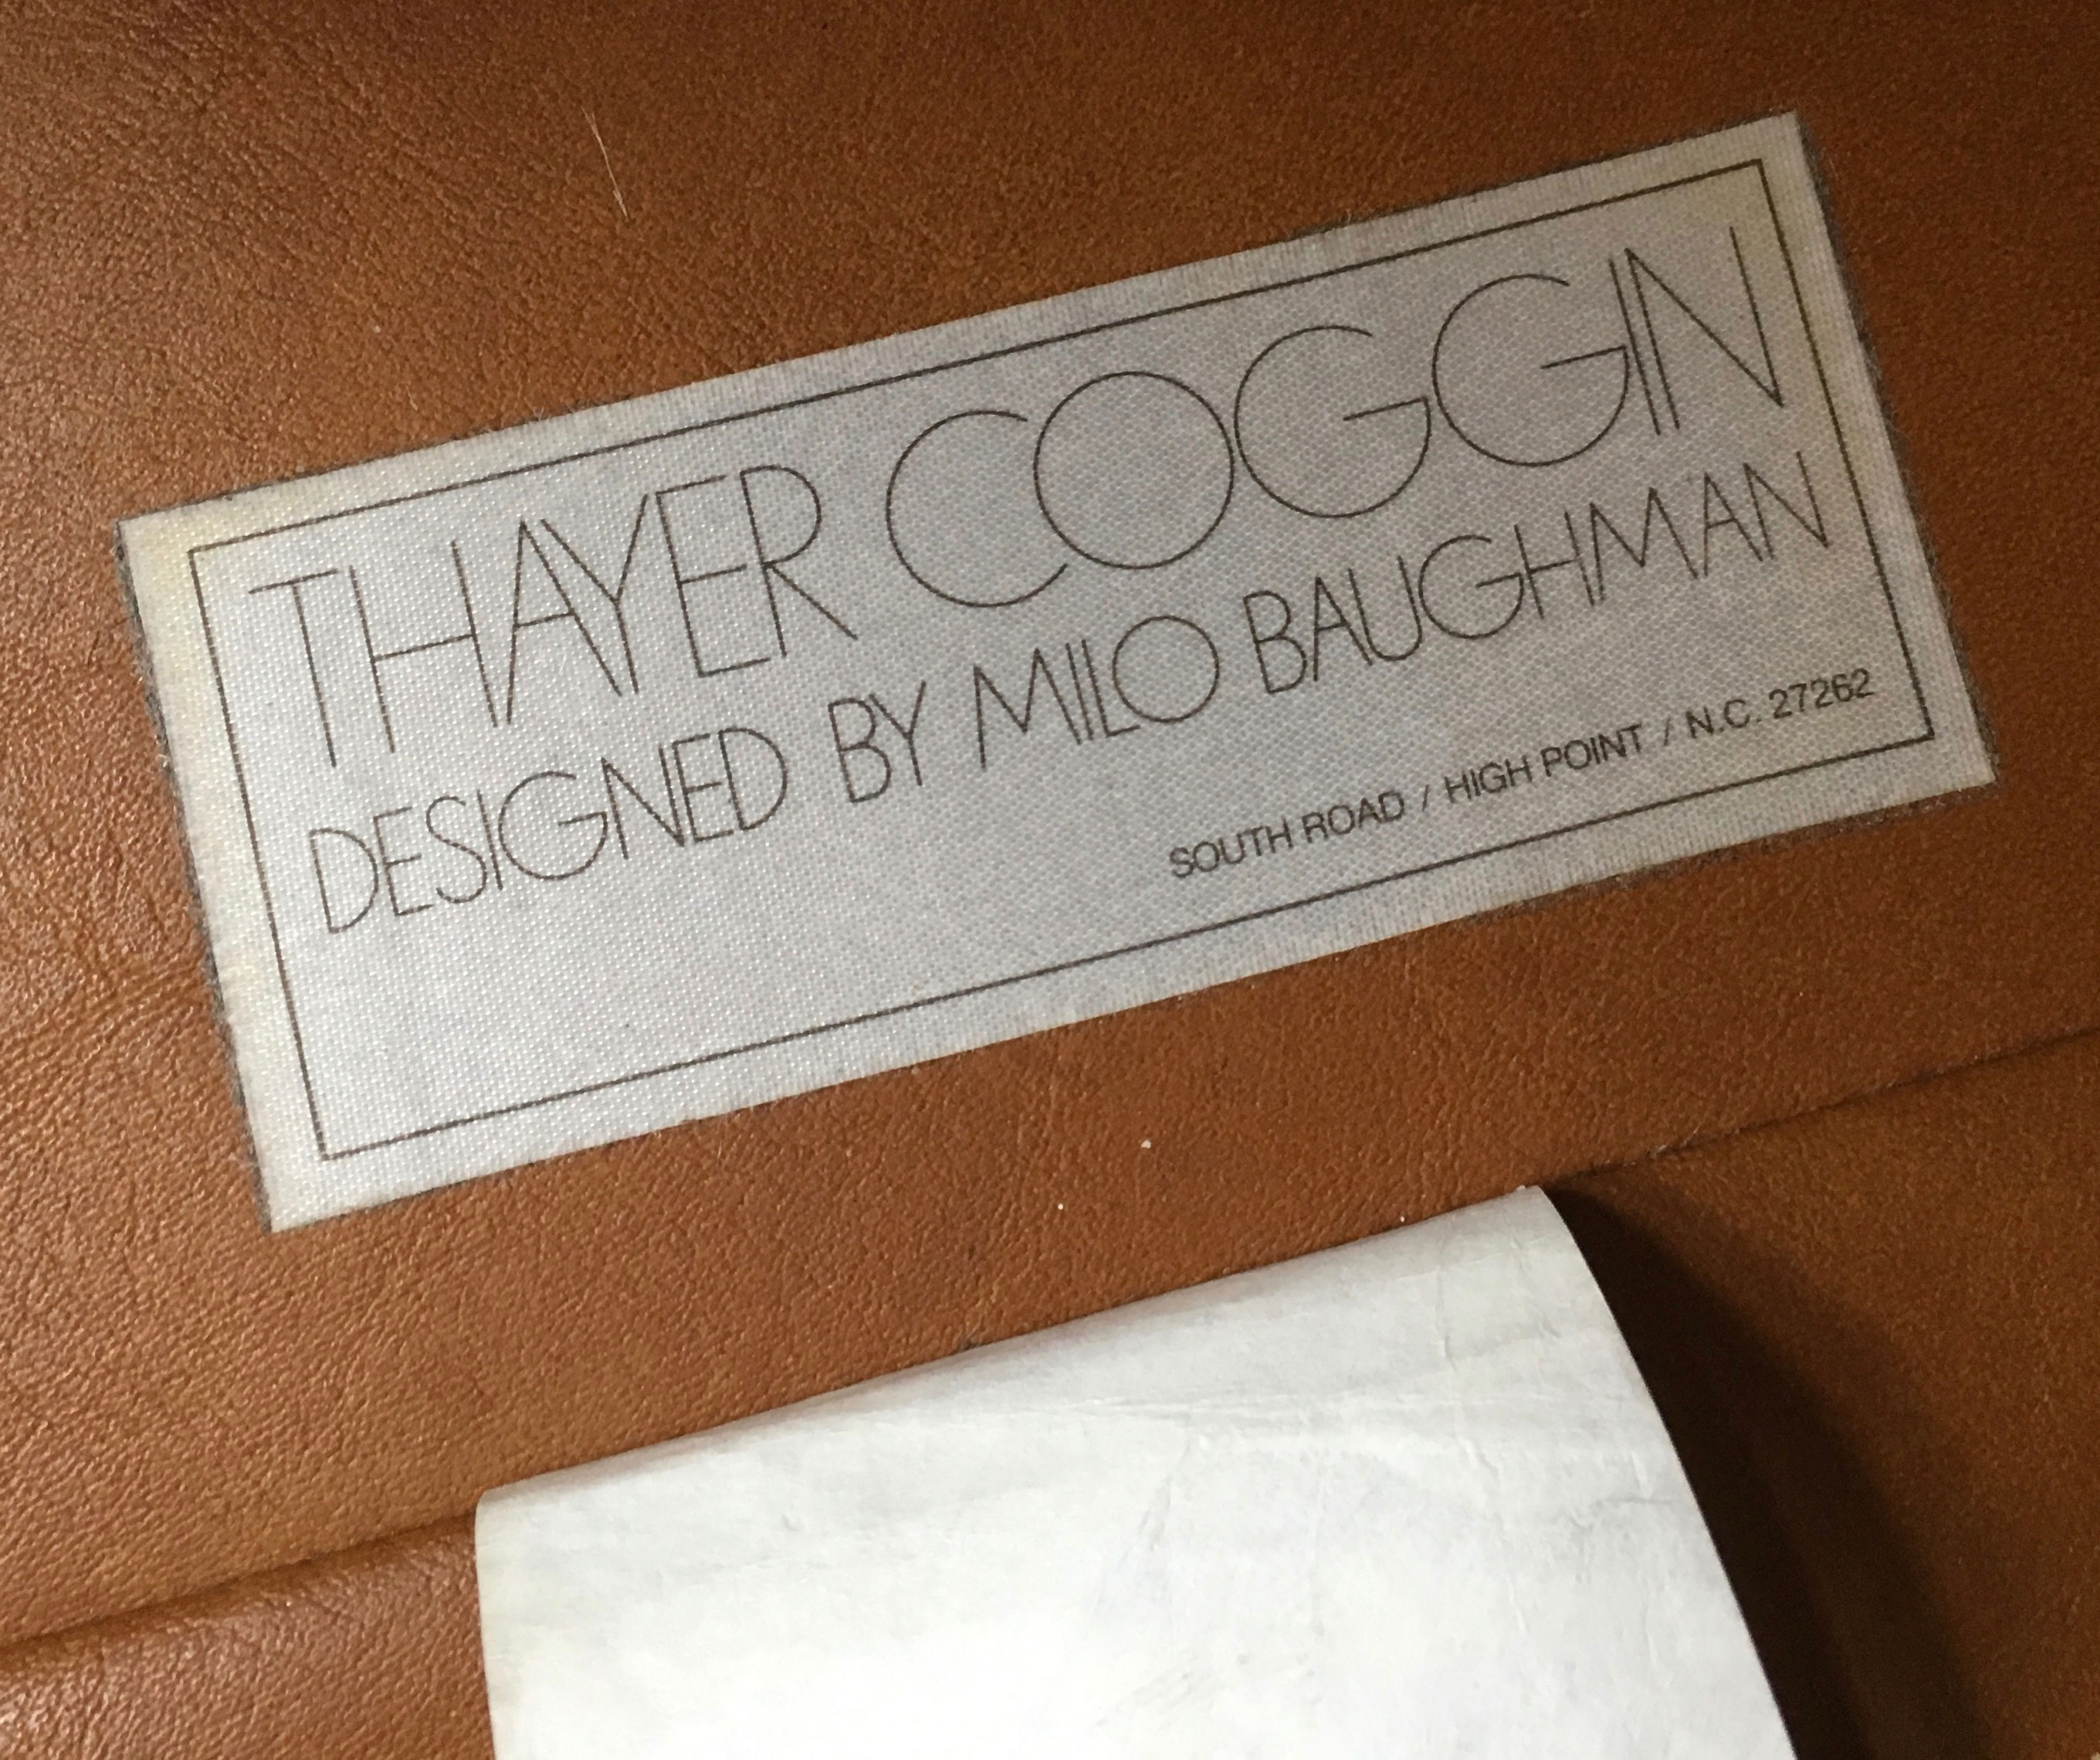 THAYER COGGIN
DESIGNED BY MILO BAUGHMAN
SOUTH ROAD / HIGH POINT / N.C. 27262